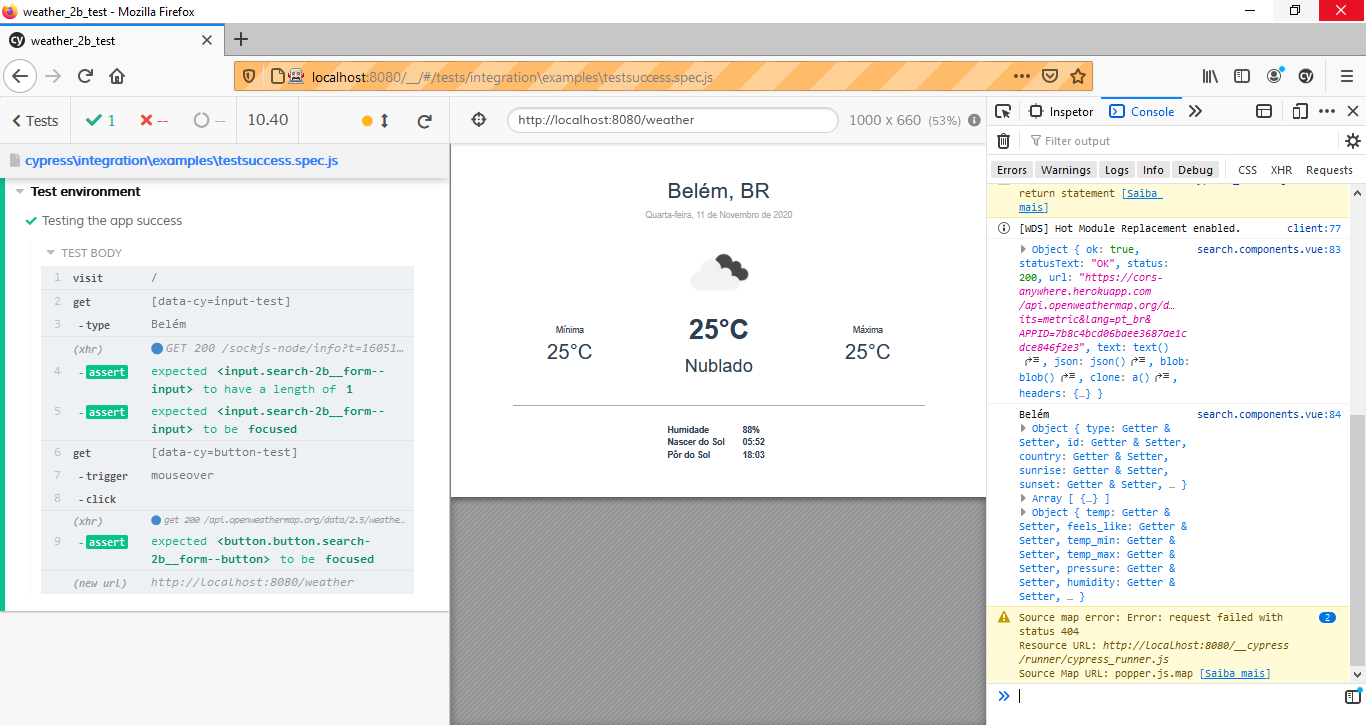 weather_2b_test - Mozilla Firefox
cy weather_2b_test
localhost:8080/__/#/tests/integration\examples\testsuccess.spec.js
cy
Tests
1
--
--
10.40
http://localhost:8080/weather
1000 x 660 (53%)
cypress\integration\examples\testsuccess.spec.js
Test environment
Testing the app success
TEST BODY
1 visit /
2 get [data-cy=input-test]
3 -type Belém
(xhr) GET 200 /sockjs-node/info?t=16051...
4 -assert expected <input.search-2b__form--
input> to have a length of 1
5 -assert expected <input.search-2b__form--
input> to be focused
6 get [data-cy=button-test]
7 -trigger mouseover
8 -click
(xhr) get 200 /api.openweathermap.org/data/2.5/weathe…
9 -assert expected <button.button.search-
2b__form--button> to be focused
(new url) http://localhost:8080/weather
Belém, BR
Quarta-feira, 11 de Novembro de 2020
Mínima
25°C
25°C
Nublado
Máxima
25°C
Humidade 88%
Nascer do Sol 05:52
Pôr do Sol 18:03
Inspetor Console
Filter output
Errors Warnings Logs Info Debug CSS XHR Requests
return statement [Saiba
mais]
[WDS] Hot Module Replacement enabled. client:77
Object { ok: true, search.components.vue:83
statusText: "OK", status:
200, url: "https://cors-
anywhere.herokuapp.com
/api.openweathermap.org/d…
its=metric&lang=pt_br&
APPID=7b8c4bcd06baee3687ae1c
dce846f2e3", text: text()
, json: json() , blob:
blob() , clone: a() ,
headers: {…} }
Belém search.components.vue:84
Object { type: Getter &
Setter, id: Getter & Setter,
country: Getter & Setter,
sunrise: Getter & Setter,
sunset: Getter & Setter, … }
Array [ {…} ]
Object { temp: Getter &
Setter, feels_like: Getter &
Setter, temp_min: Getter &
Setter, temp_max: Getter &
Setter, pressure: Getter &
Setter, humidity: Getter &
Setter, … }
Source map error: Error: request failed with 2
status 404
Resource URL: http://localhost:8080/__cypress
/runner/cypress_runner.js
Source Map URL: popper.js.map [Saiba mais]